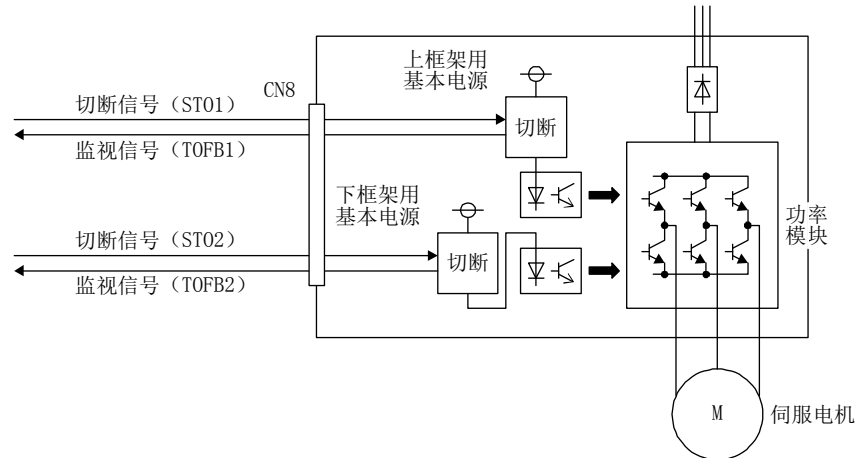 上框架用
基本电源
CN8
切断信号（STO1）
切断
监视信号（TOFB1）
下框架用
基本电源
功率
模块
切断信号（STO2）
切断
监视信号（TOFB2）
M
伺服电机